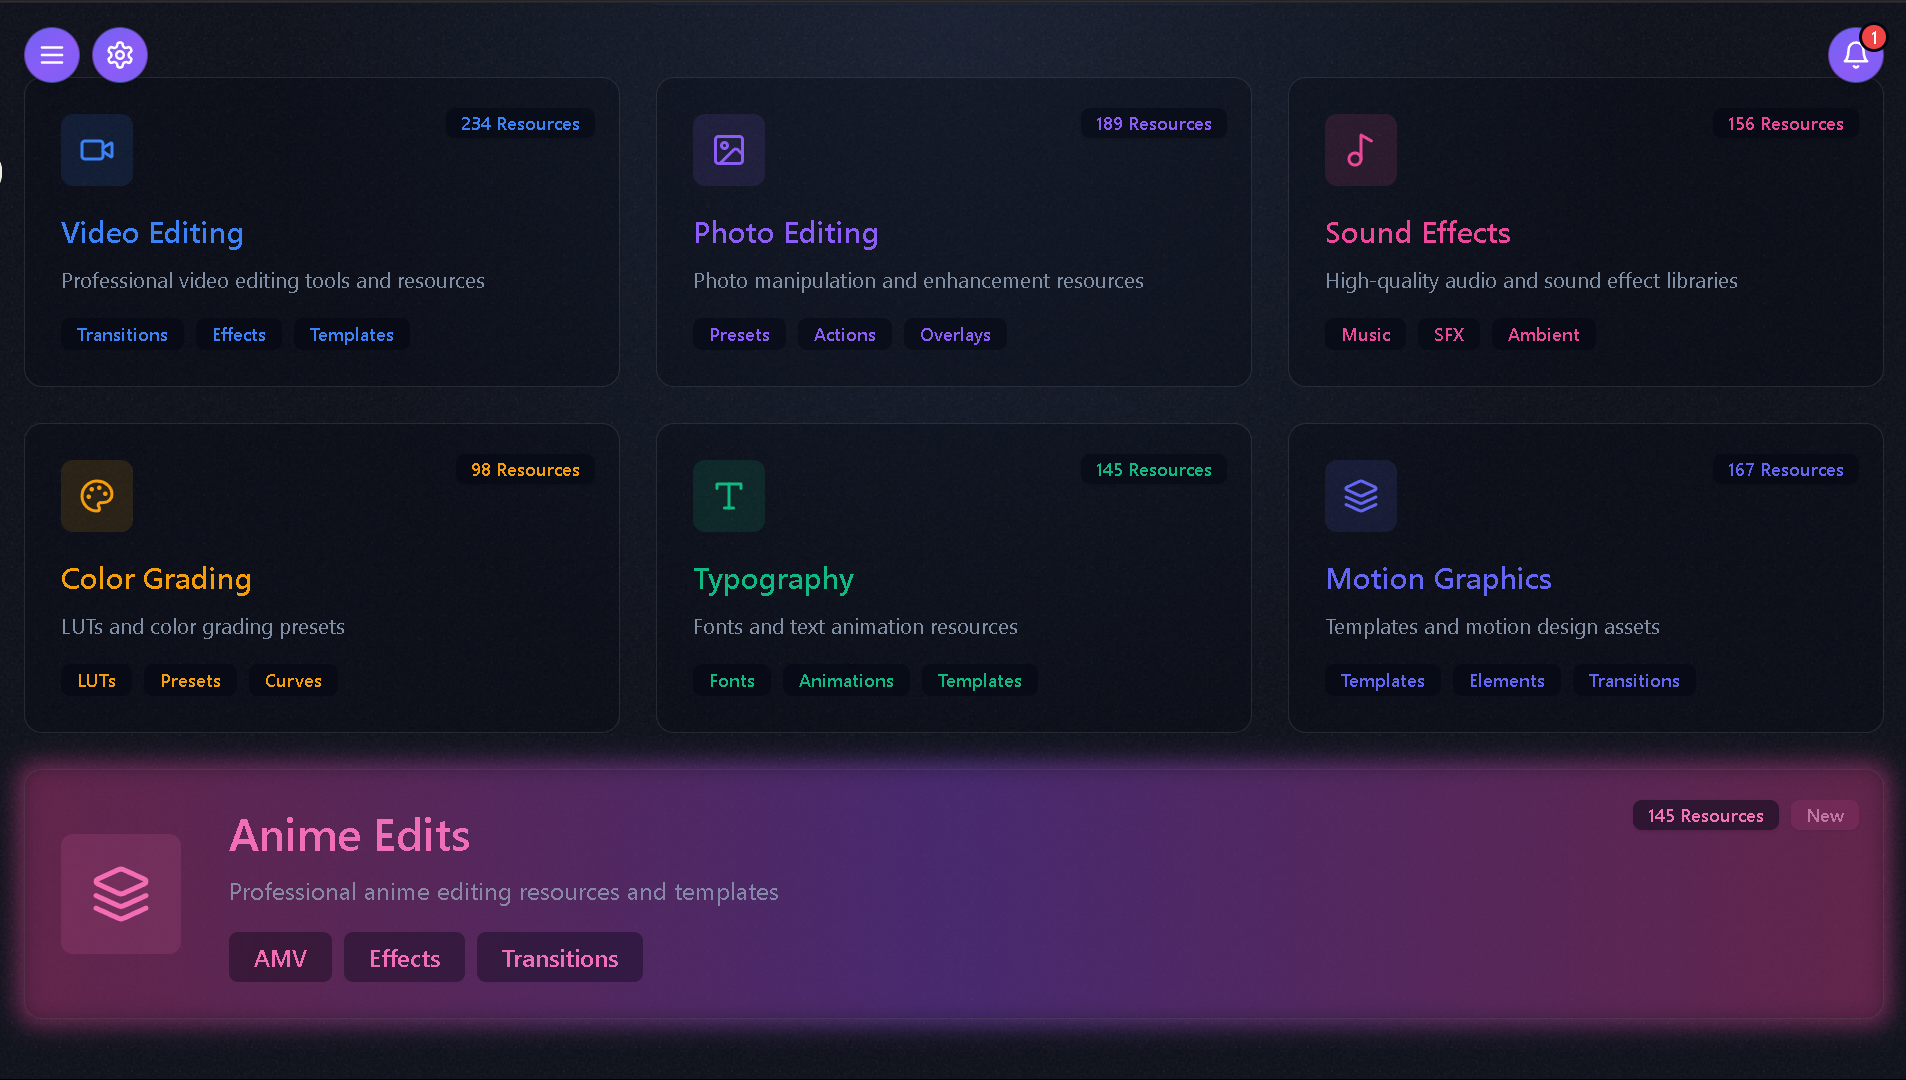 1
234 Resources
Video Editing
Professional video editing tools and resources
Transitions Effects Templates
189 Resources
Photo Editing
Photo manipulation and enhancement resources
Presets Actions Overlays
156 Resources
Sound Effects
High-quality audio and sound effect libraries
Music SFX Ambient
98 Resources
Color Grading
LUTs and color grading presets
LUTs Presets Curves
145 Resources
Typography
Fonts and text animation resources
Fonts Animations Templates
167 Resources
Motion Graphics
Templates and motion design assets
Templates Elements Transitions
145 Resources New
Anime Edits
Professional anime editing resources and templates
AMV Effects Transitions